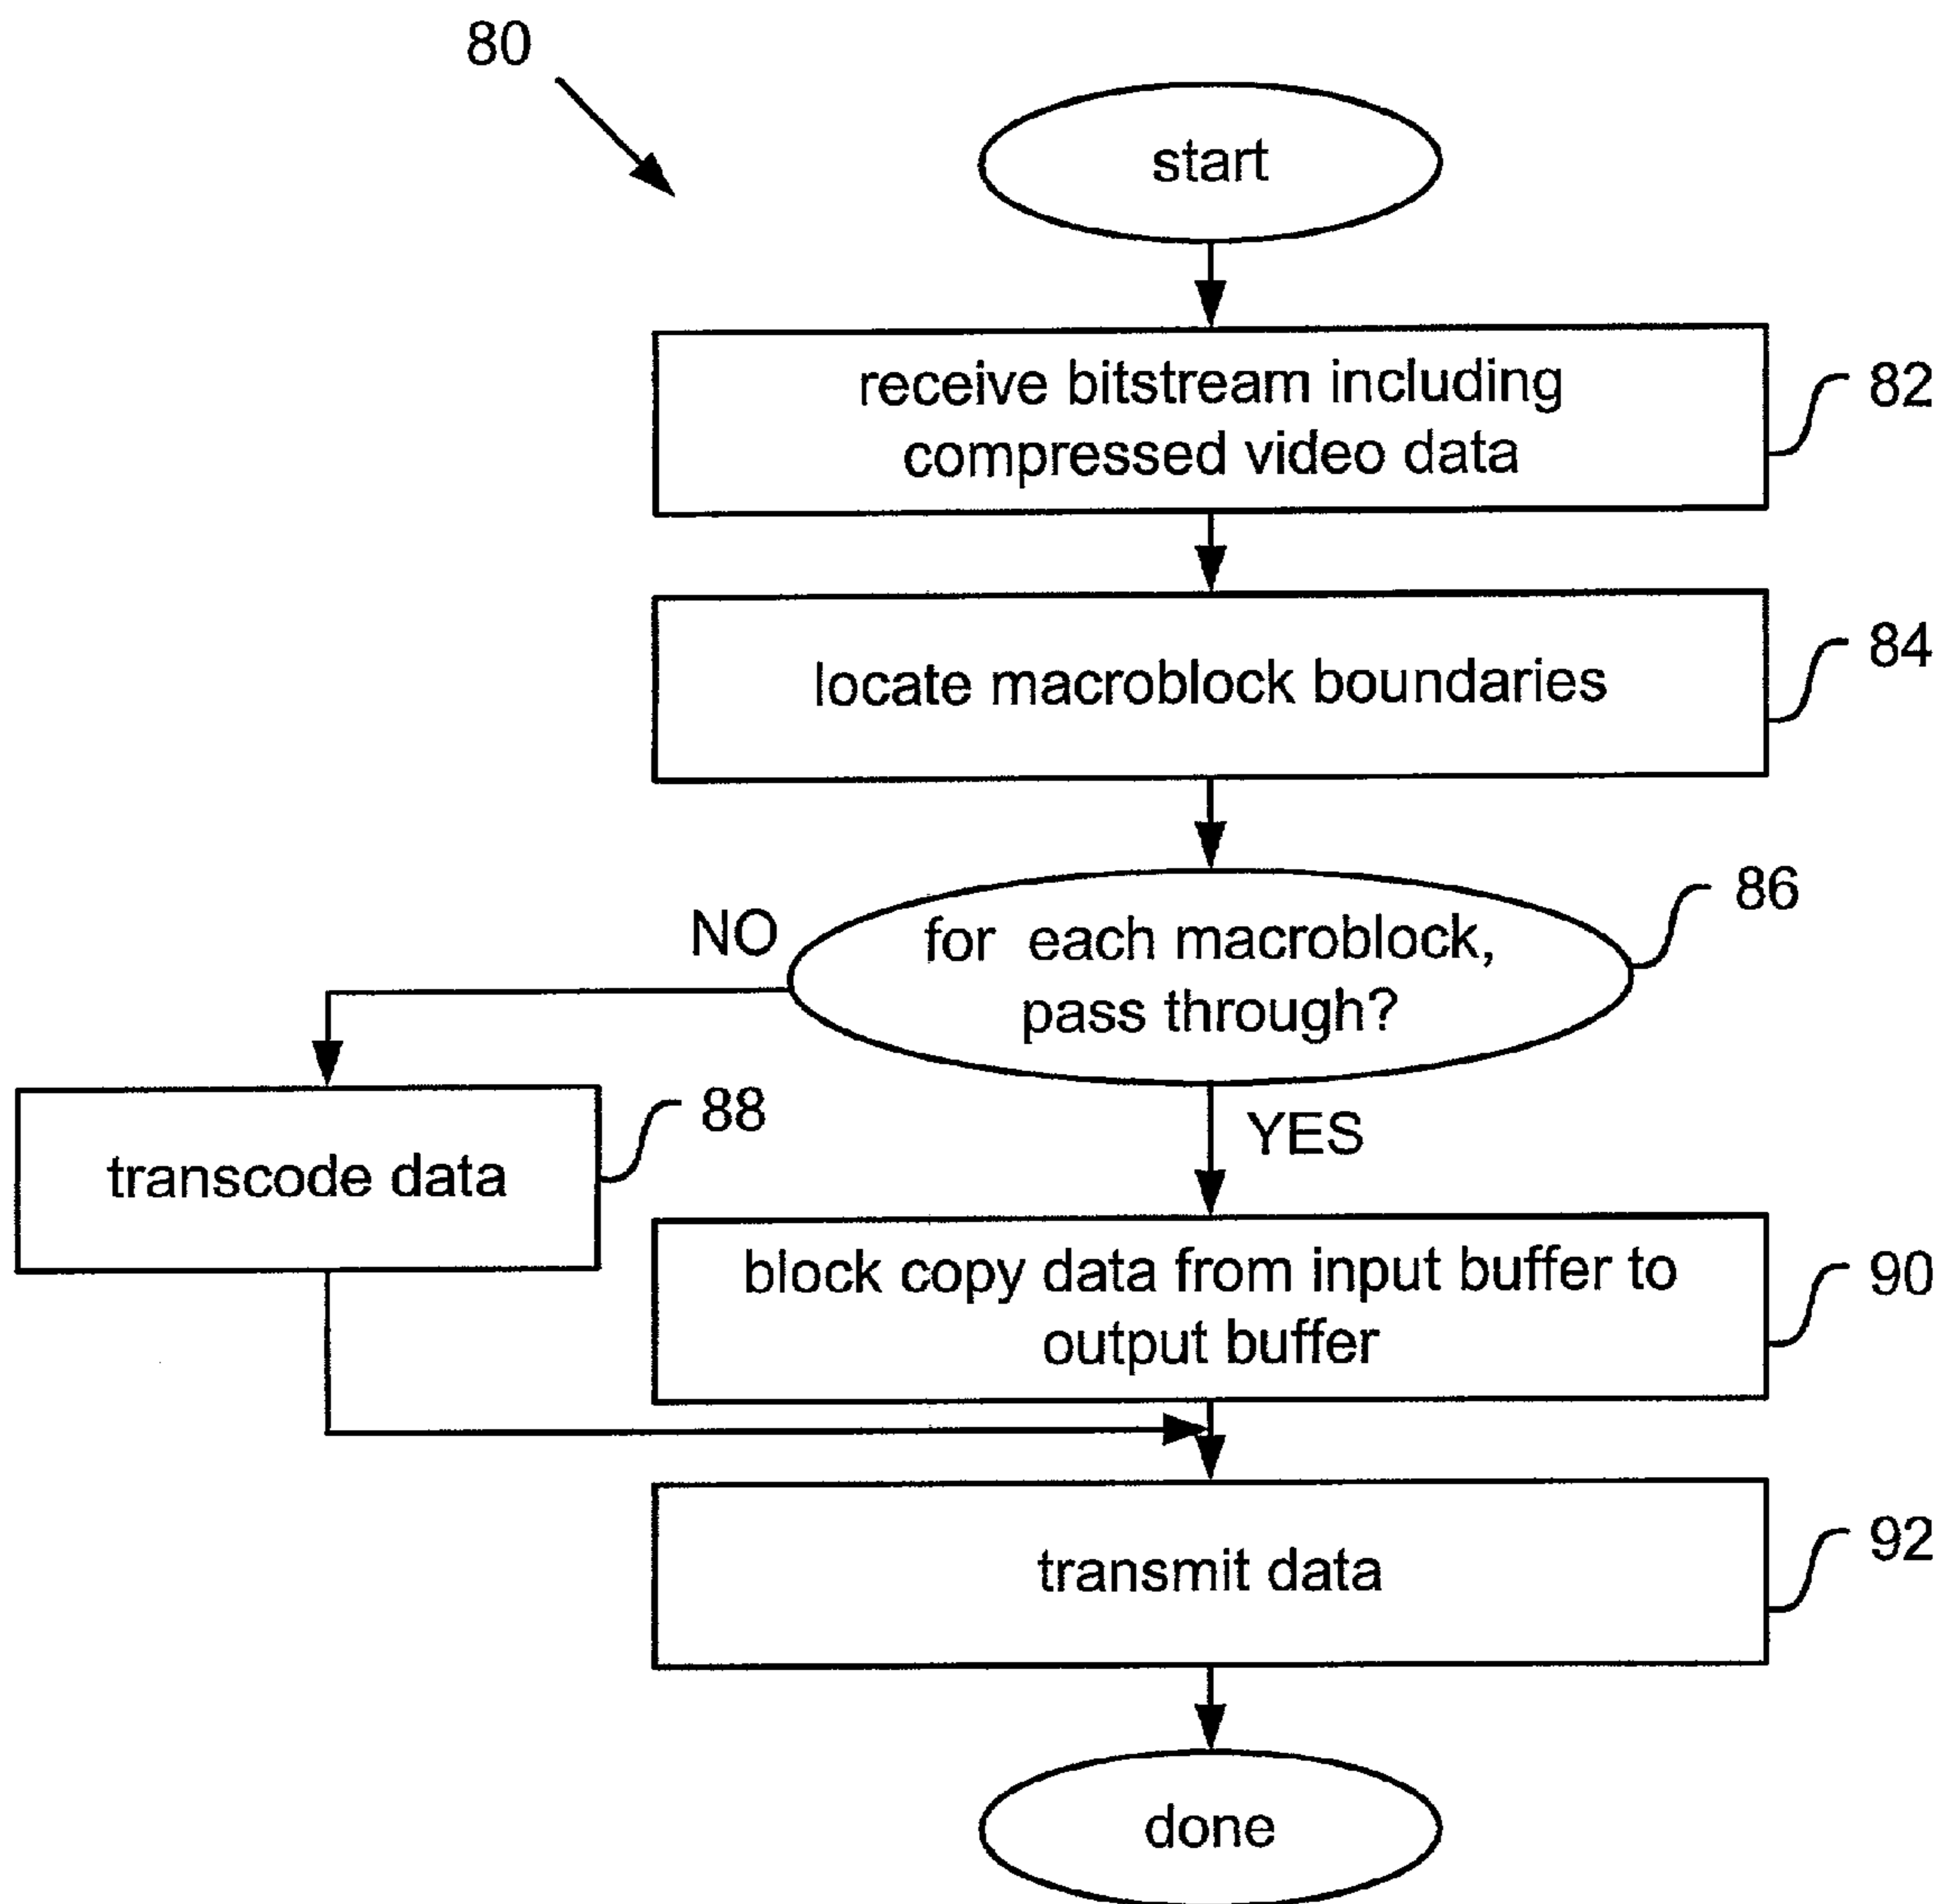 80
start
receive bitstream including
compressed video data
82
locate macroblock boundaries
84
for each macroblock,
pass through?
86
NO
YES
transcode data
88
block copy data from input buffer to
output buffer
90
transmit data
92
done